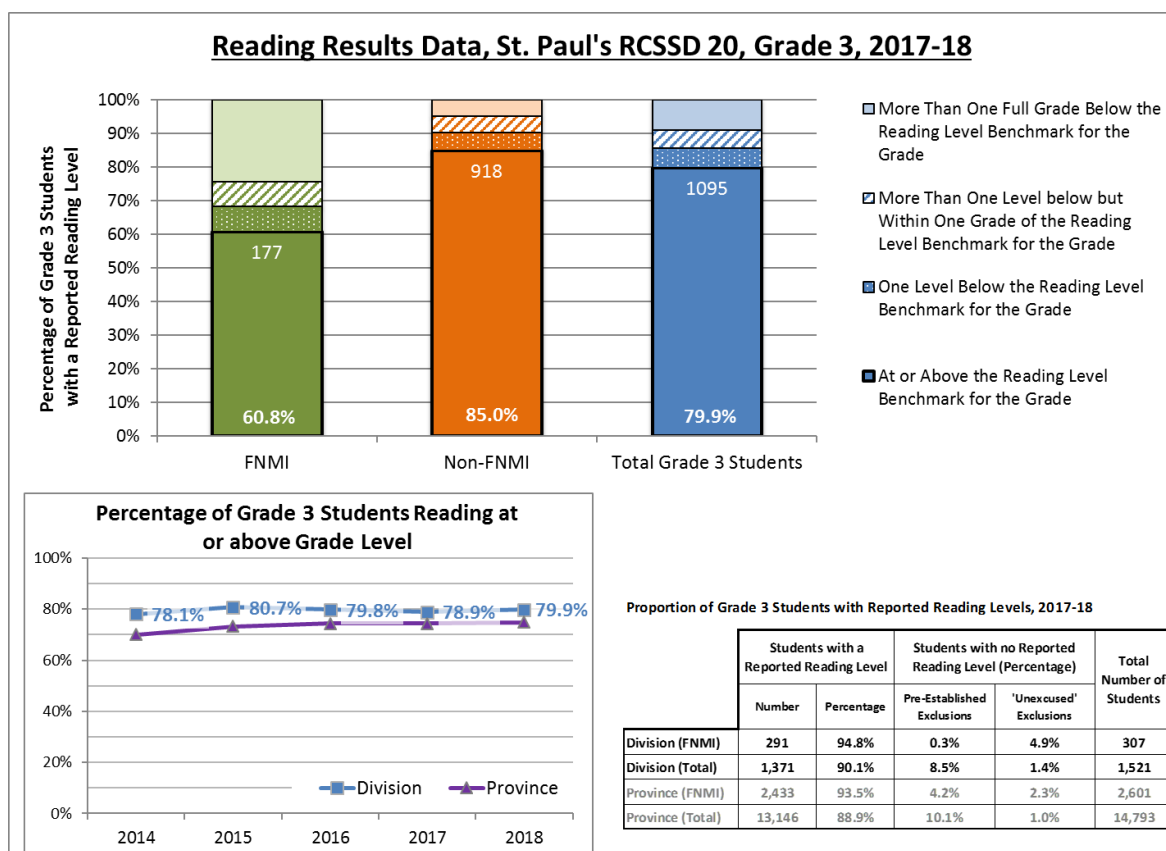 Reading Results Data, St. Paul's RCSSD 20, Grade 3, 2017-18
Percentage of Grade 3 Students
with a Reported Reading Level
100%
90%
80%
70%
60%
50%
40%
30%
20%
10%
0%
177
60.8%
918
85.0%
1095
79.9%
FNMI
Non-FNMI
Total Grade 3 Students
More Than One Full Grade Below the
Reading Level Benchmark for the
Grade
More Than One Level below but
Within One Grade of the Reading
Level Benchmark for the Grade
One Level Below the Reading Level
Benchmark for the Grade
At or Above the Reading Level
Benchmark for the Grade
Percentage of Grade 3 Students Reading at
or above Grade Level
100%
80%
60%
40%
20%
0%
78.1%
80.7%
79.8%
78.9%
79.9%
Division
Province
2014
2015
2016
2017
2018
Proportion of Grade 3 Students with Reported Reading Levels, 2017-18
Students with a
Reported Reading Level
Students with no Reported
Reading Level (Percentage)
Total
Number of
Students
Number
Percentage
Pre-Established
Exclusions
'Unexcused'
Exclusions
Division (FNMI) 291 94.8% 0.3% 4.9% 307
Division (Total) 1,371 90.1% 8.5% 1.4% 1,521
Province (FNMI) 2,433 93.5% 4.2% 2.3% 2,601
Province (Total) 13,146 88.9% 10.1% 1.0% 14,793